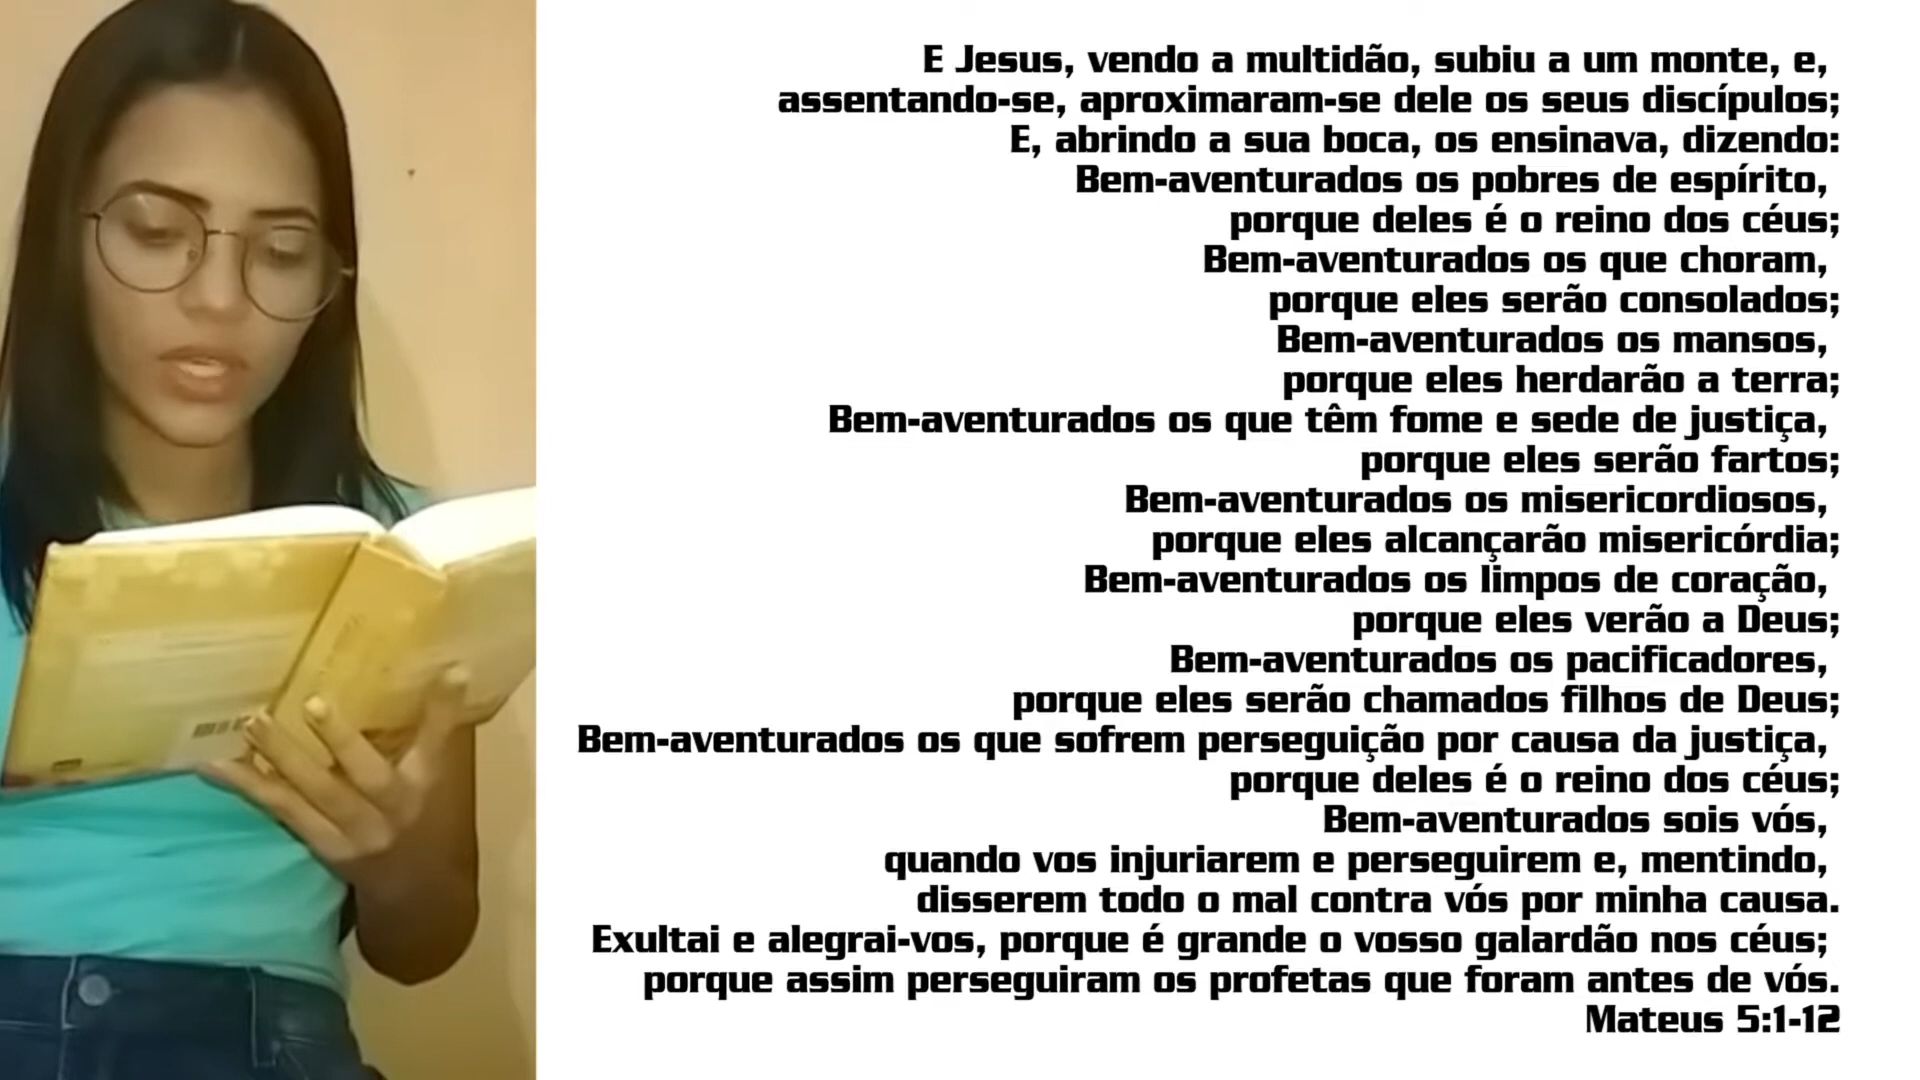 E Jesus, vendo a multidão, subiu a um monte, e,
assentando-se, aproximaram-se dele os seus discípulos;
E, abrindo a sua boca, os ensinava, dizendo:
Bem-aventurados os pobres de espírito,
porque deles é o reino dos céus;
Bem-aventurados os que choram,
porque eles serão consolados;
Bem-aventurados os mansos,
porque eles herdarão a terra;
Bem-aventurados os que têm fome e sede de justiça,
porque eles serão fartos;
Bem-aventurados os misericordiosos,
porque eles alcançarão misericórdia;
Bem-aventurados os limpos de coração,
porque eles verão a Deus;
Bem-aventurados os pacificadores,
porque eles serão chamados filhos de Deus;
Bem-aventurados os que sofrem perseguição por causa da justiça,
porque deles é o reino dos céus;
Bem-aventurados sois vós,
quando vos injuriarem e perseguirem e, mentindo,
disserem todo o mal contra vós por minha causa.
Exultai e alegrai-vos, porque é grande o vosso galardão nos céus;
porque assim perseguiram os profetas que foram antes de vós.
Mateus 5:1-12